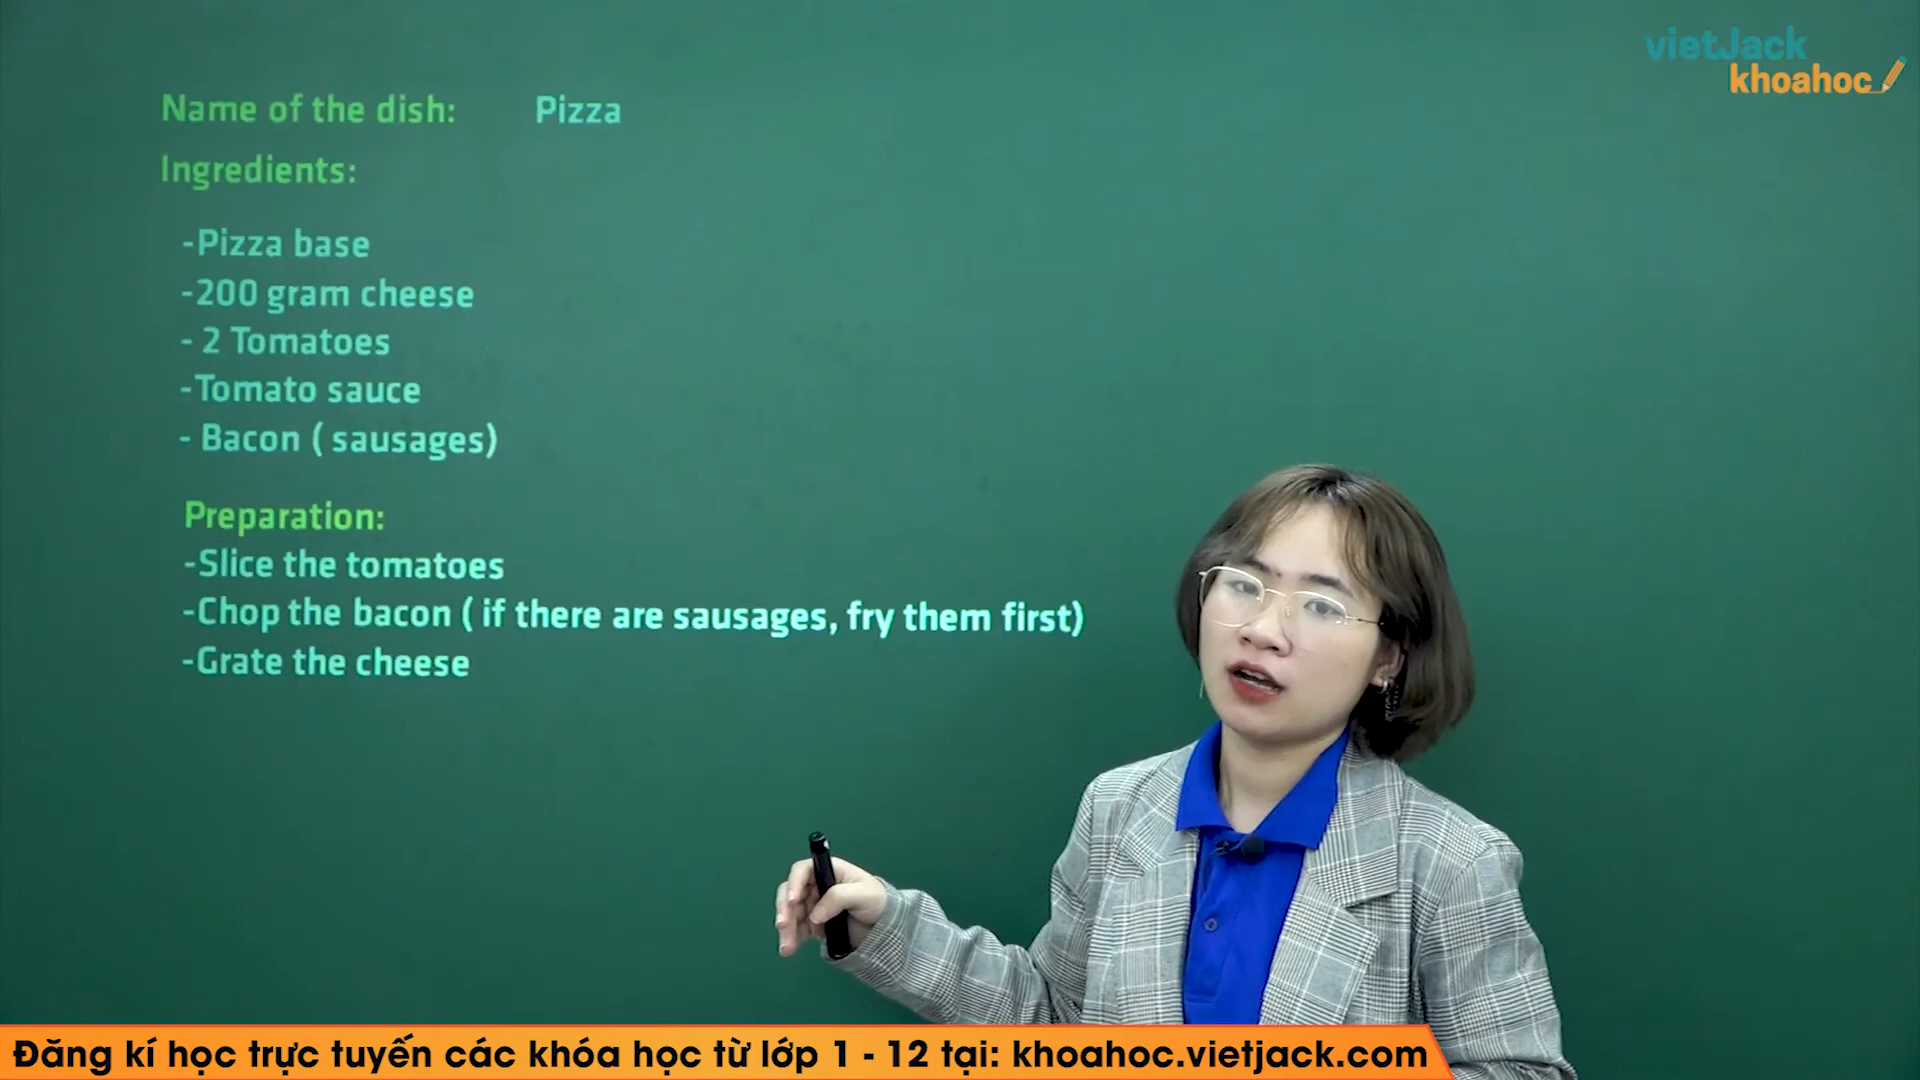 vietJack
khoahoc
Name of the dish: Pizza
Ingredients:
-Pizza base
-200 gram cheese
- 2 Tomatoes
-Tomato sauce
- Bacon ( sausages)
Preparation:
-Slice the tomatoes
-Chop the bacon ( if there are sausages, fry them first)
-Grate the cheese
Đăng kí học trực tuyến các khóa học từ lớp 1 - 12 tại: khoahoc.vietjack.com